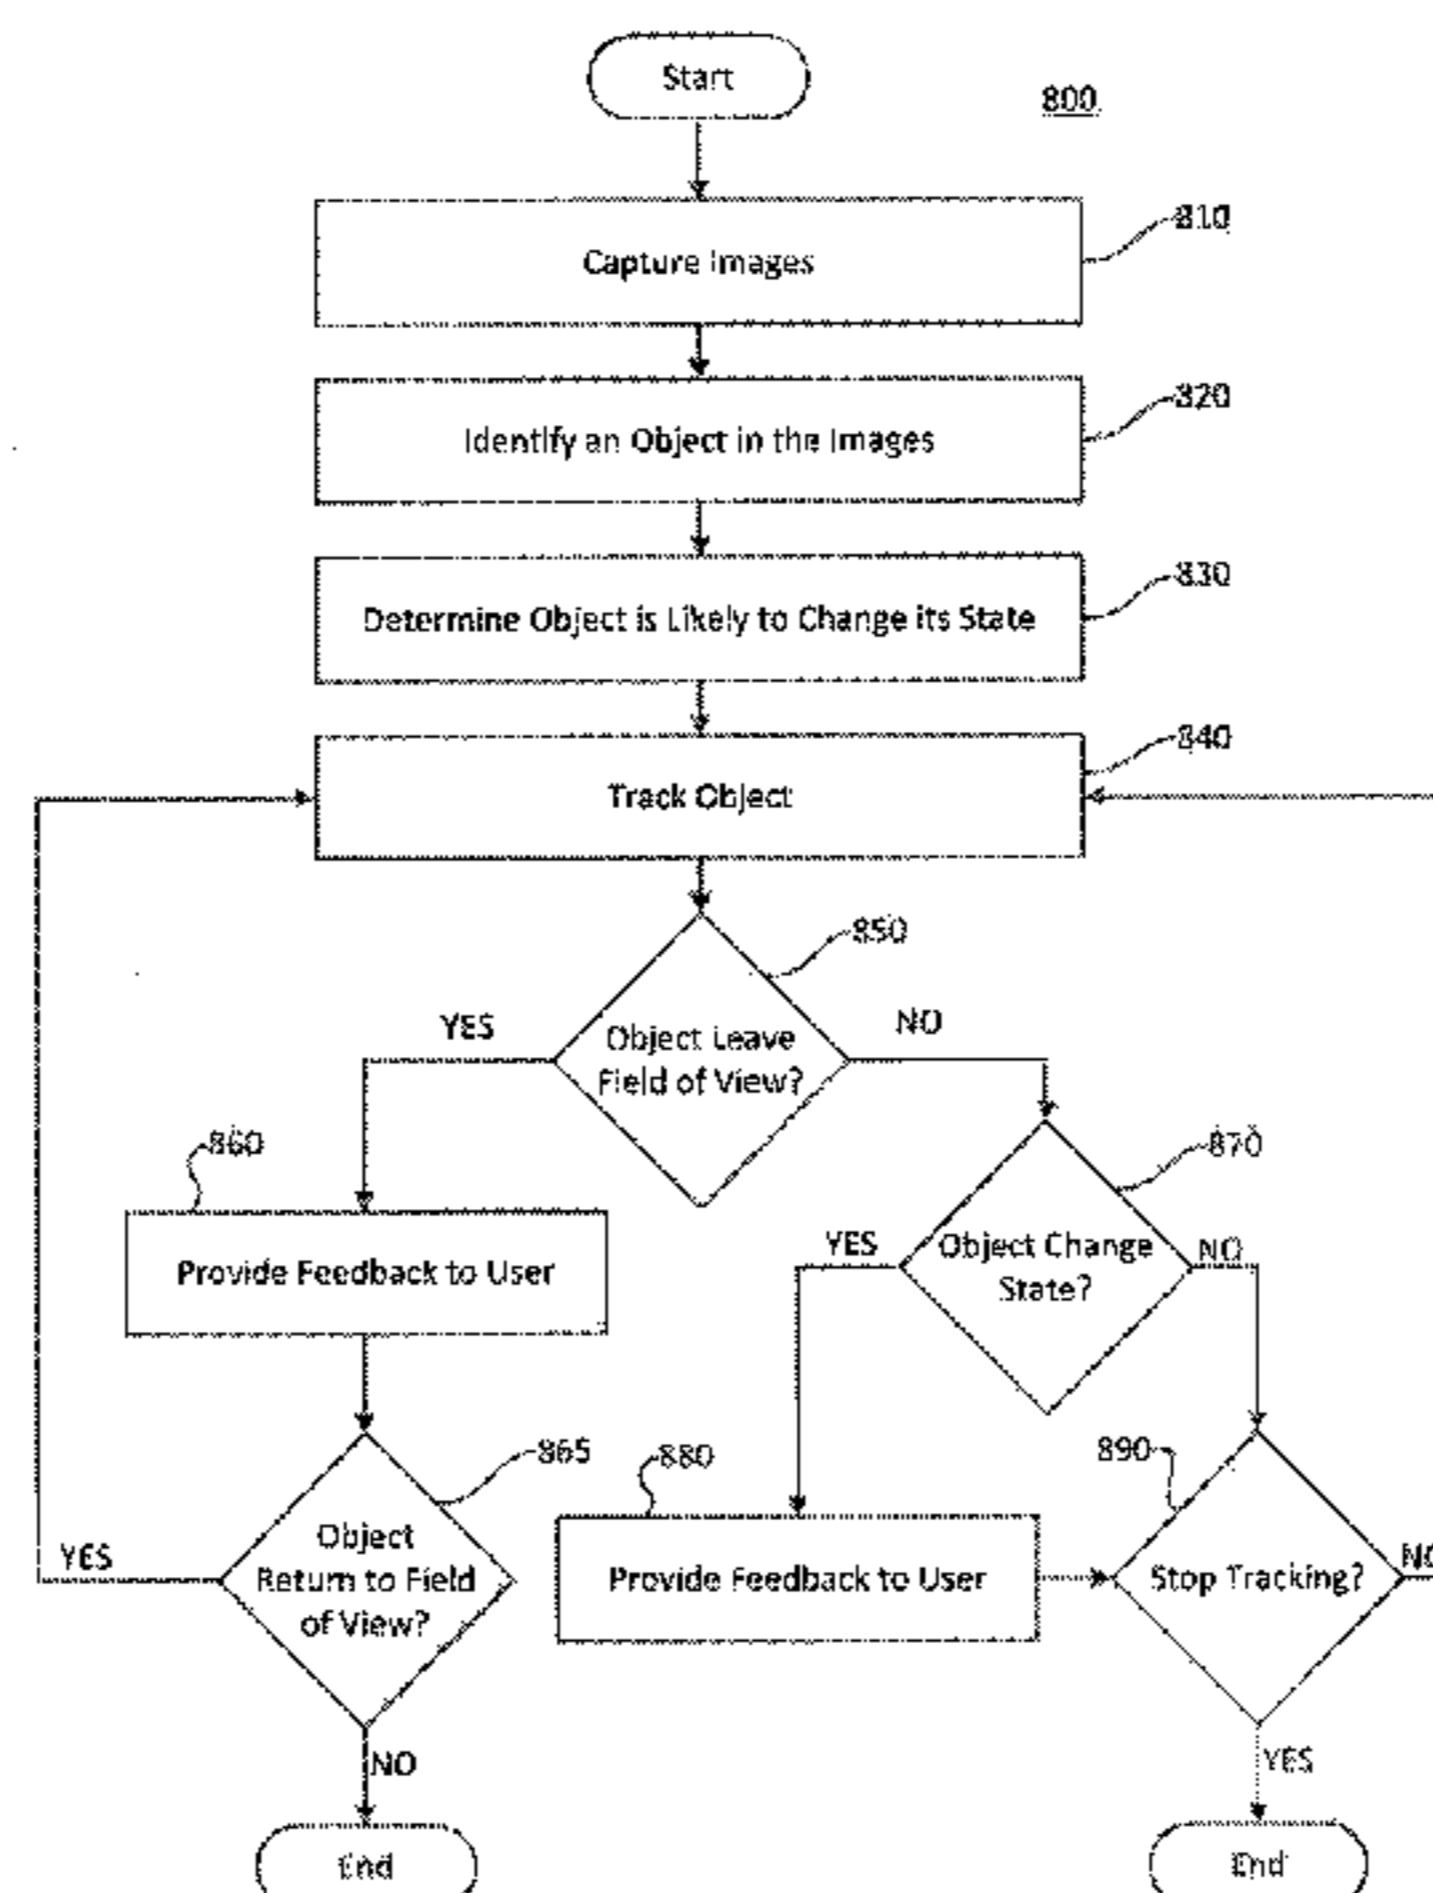 Start
800
810
Capture Images
820
Identify an Object in the Images
830
Determine Object is Likely to Change its State
840
Track Object
850
YES
NO
Object Leave
Field of View?
860
870
Provide Feedback to User
YES
Object Change
State?
NO
865
880
890
Object
Return to Field
of View?
YES
Provide Feedback to User
Stop Tracking?
NO
NO
YES
End
End